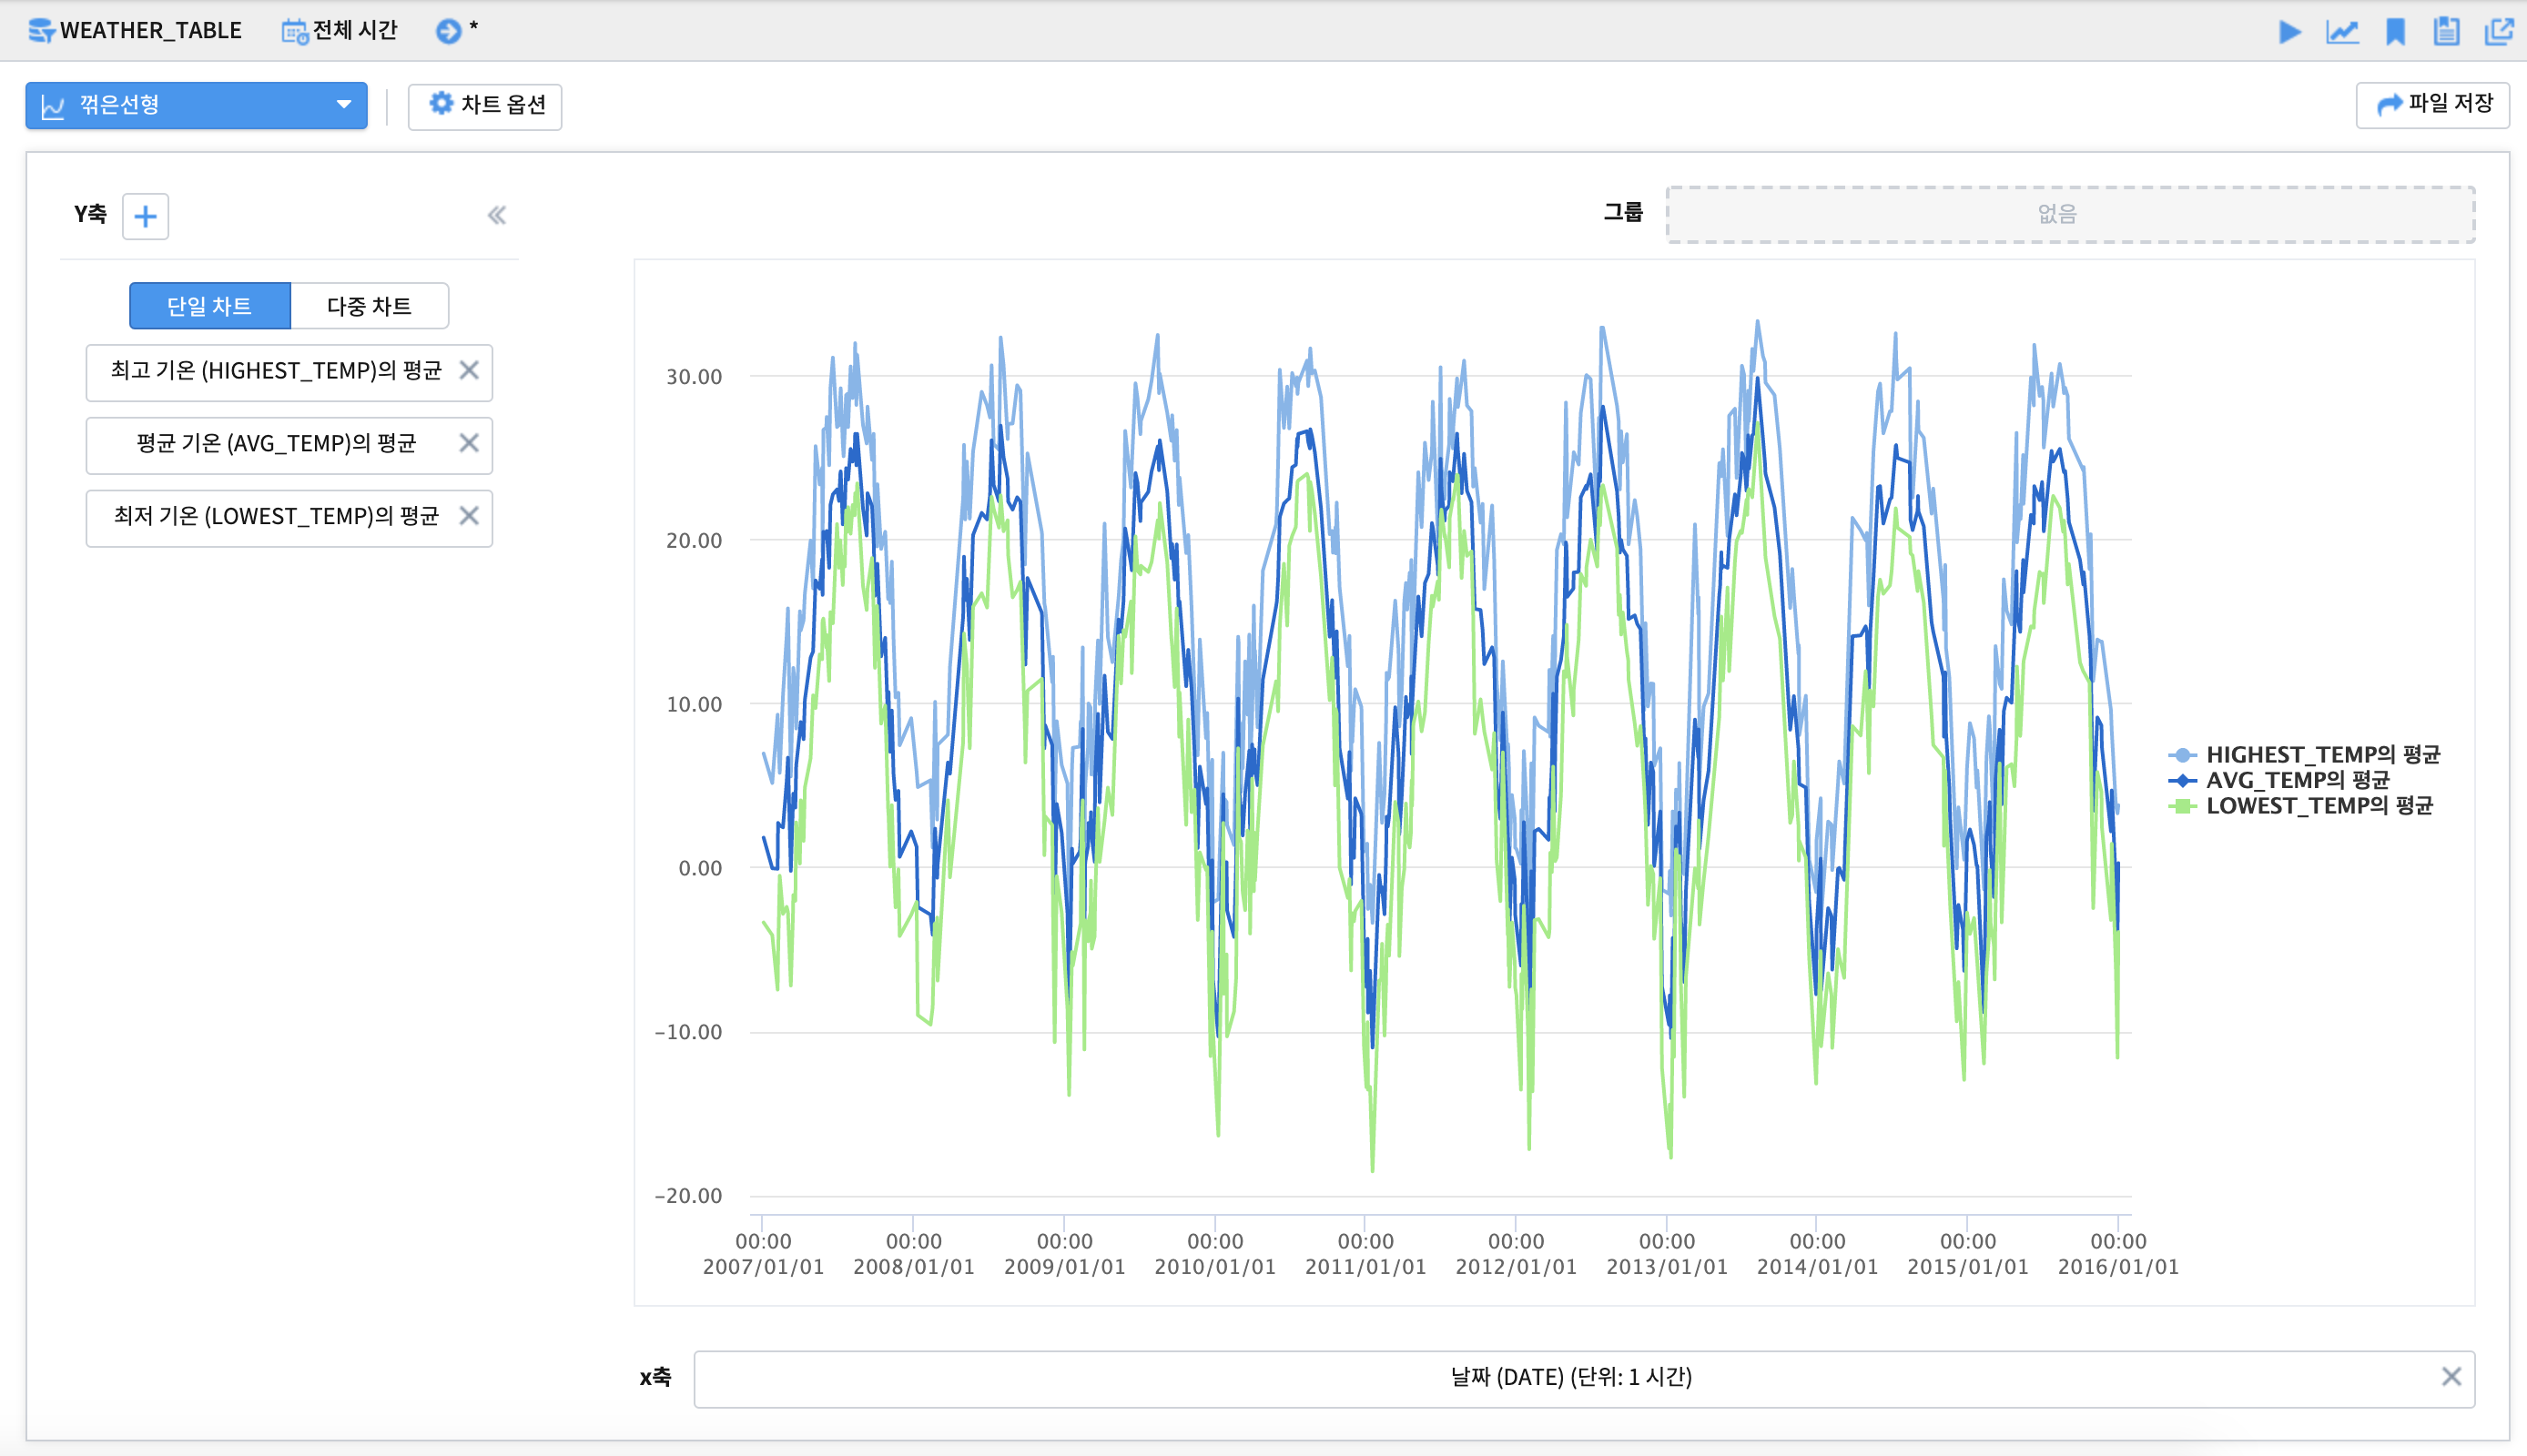 WEATHER_TABLE 전체 시간 *
꺾은선형 차트 옵션 파일 저장
Y축
그룹 없음
단일 차트 다중 차트
최고 기온 (HIGHEST_TEMP)의 평균
평균 기온 (AVG_TEMP)의 평균
최저 기온 (LOWEST_TEMP)의 평균
30.00
20.00
10.00
0.00
−10.00
−20.00
HIGHEST_TEMP의 평균
AVG_TEMP의 평균
LOWEST_TEMP의 평균
00:00 00:00 00:00 00:00 00:00 00:00 00:00 00:00 00:00 00:00
2007/01/01 2008/01/01 2009/01/01 2010/01/01 2011/01/01 2012/01/01 2013/01/01 2014/01/01 2015/01/01 2016/01/01
x축 날짜 (DATE) (단위: 1 시간)